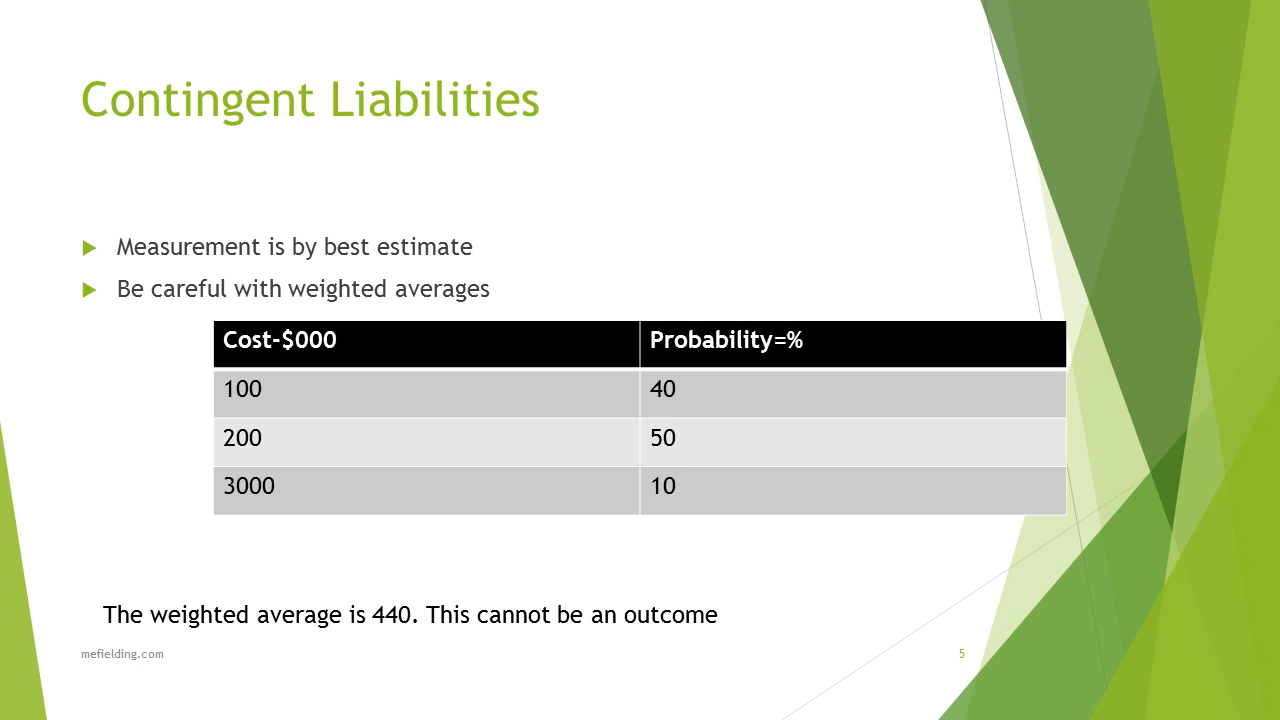 Contingent Liabilities
Measurement is by best estimate
Be careful with weighted averages
Cost-$000 Probability=%
100 40
200 50
3000 10
The weighted average is 440. This cannot be an outcome
mefielding.com 5